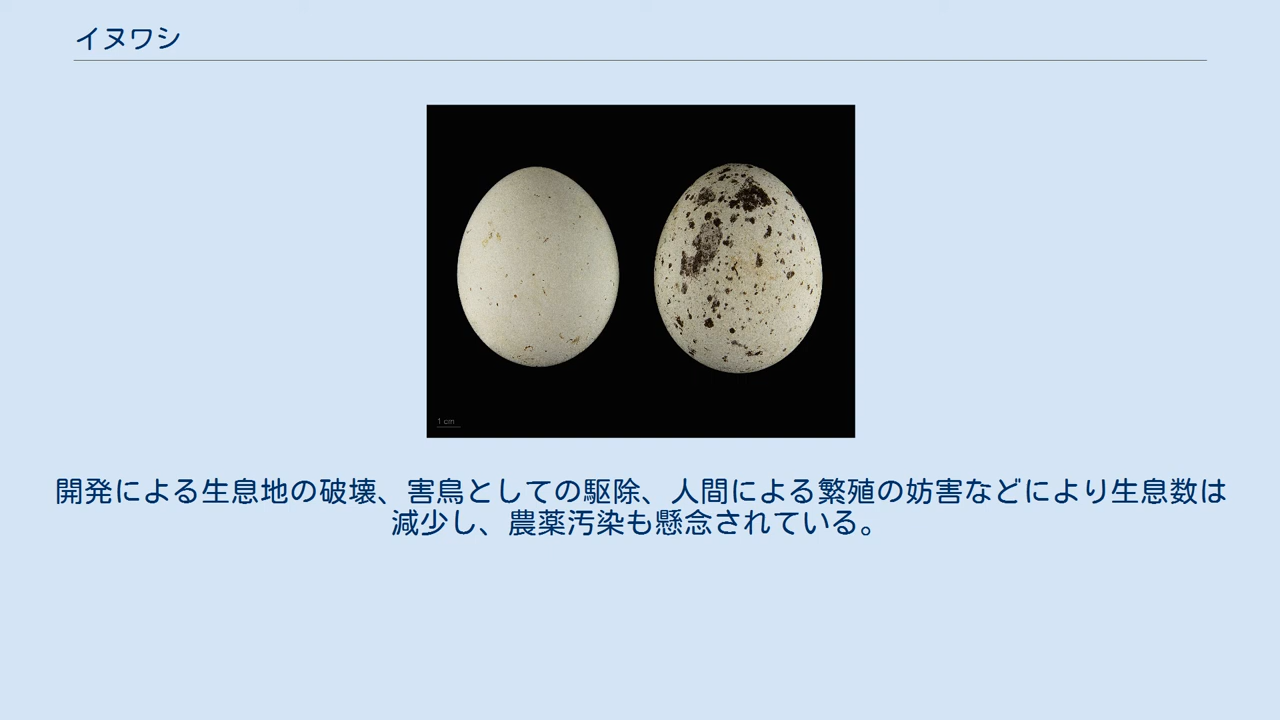 イヌワシ
1 cm
開発による生息地の破壊、害鳥としての駆除、人間による繁殖の妨害などにより生息数は
減少し、農薬汚染も懸念されている。